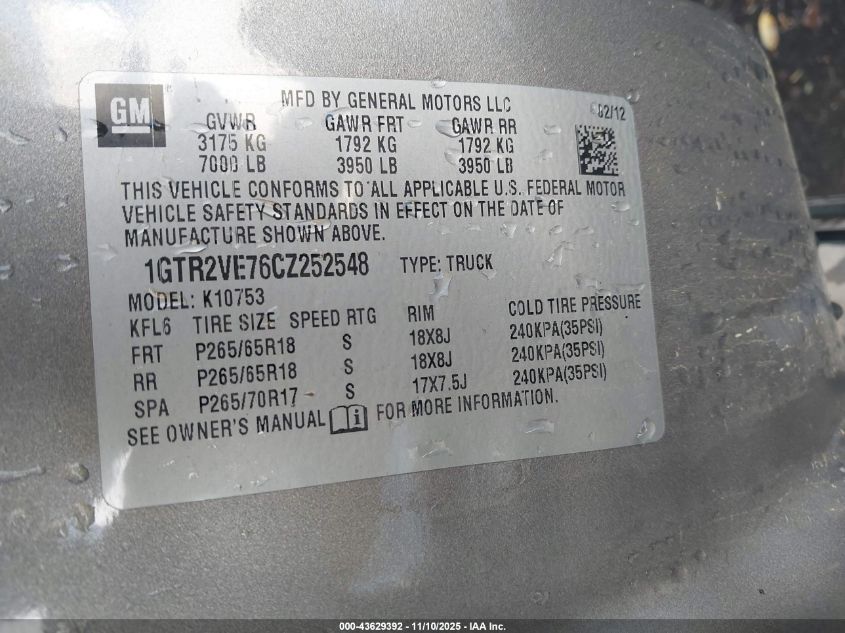 GM
MFD BY GENERAL MOTORS LLC 02/12
GVWR GAWR FRT GAWR RR
3175 KG 1792 KG 1792 KG
7000 LB 3950 LB 3950 LB
THIS VEHICLE CONFORMS TO ALL APPLICABLE U.S. FEDERAL MOTOR
VEHICLE SAFETY STANDARDS IN EFFECT ON THE DATE OF
MANUFACTURE SHOWN ABOVE.
1GTR2VE76CZ252548 TYPE: TRUCK
MODEL: K10753
KFL6 TIRE SIZE SPEED RTG RIM COLD TIRE PRESSURE
FRT P265/65R18 S 18X8J 240KPA(35PSI)
RR P265/65R18 S 18X8J 240KPA(35PSI)
SPA P265/70R17 S 17X7.5J 240KPA(35PSI)
SEE OWNER'S MANUAL i FOR MORE INFORMATION.
000-43629392 - 11/10/2025 - IAA Inc.